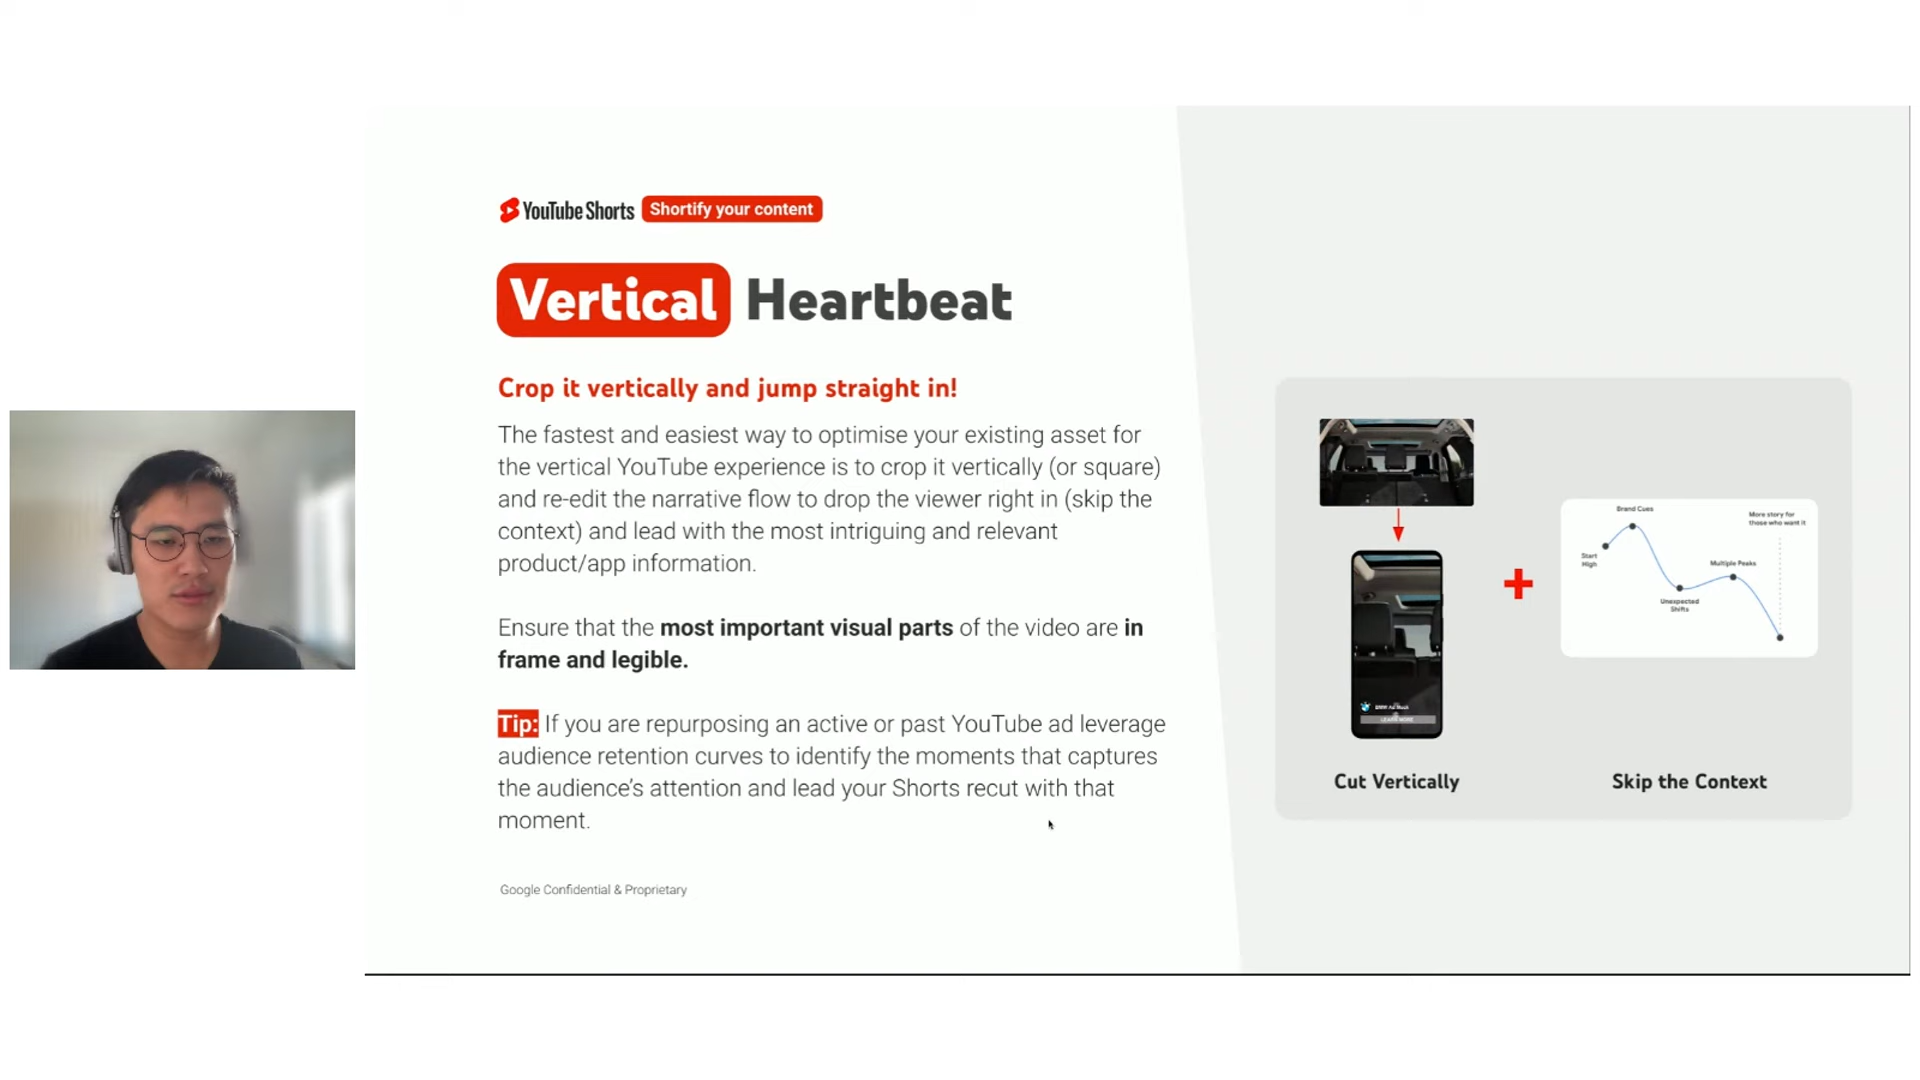 YouTube Shorts Shortify your content
Vertical Heartbeat
Crop it vertically and jump straight in!
The fastest and easiest way to optimise your existing asset for
the vertical YouTube experience is to crop it vertically (or square)
and re-edit the narrative flow to drop the viewer right in (skip the
context) and lead with the most intriguing and relevant
product/app information.
Ensure that the most important visual parts of the video are in
frame and legible.
Tip: If you are repurposing an active or past YouTube ad leverage
audience retention curves to identify the moments that captures
the audience's attention and lead your Shorts recut with that
moment.
Google Confidential & Proprietary
LEARN MORE
Cut Vertically
+
Brand Cues
More story for
those who want it
Start
High
Multiple Peaks
Unexpected
Shifts
Skip the Context